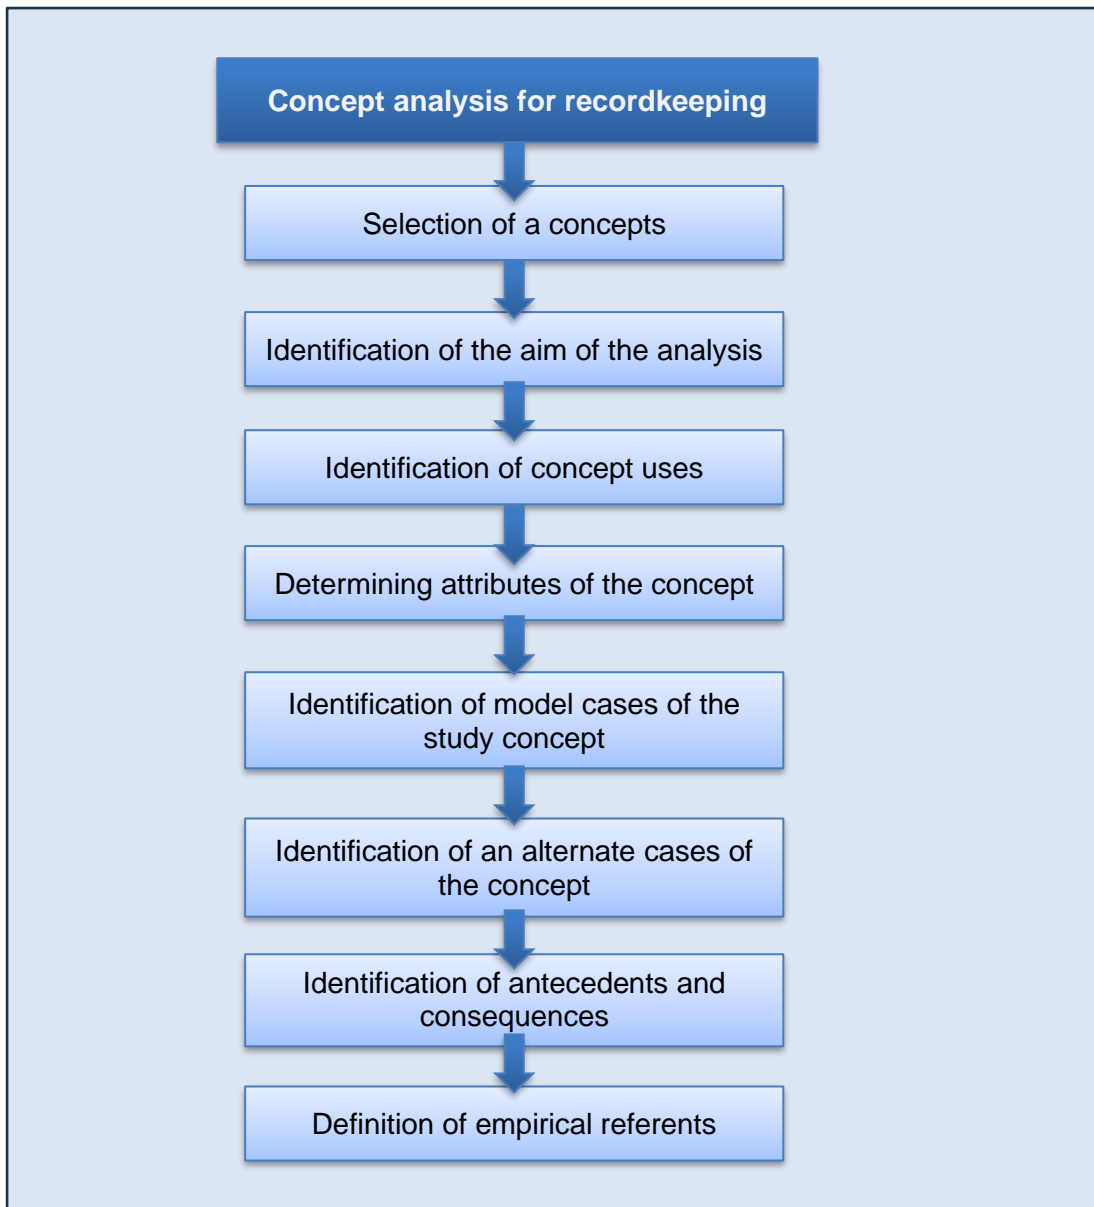 Concept analysis for recordkeeping
Selection of a concepts
Identification of the aim of the analysis
Identification of concept uses
Determining attributes of the concept
Identification of model cases of the
study concept
Identification of an alternate cases of
the concept
Identification of antecedents and
consequences
Definition of empirical referents